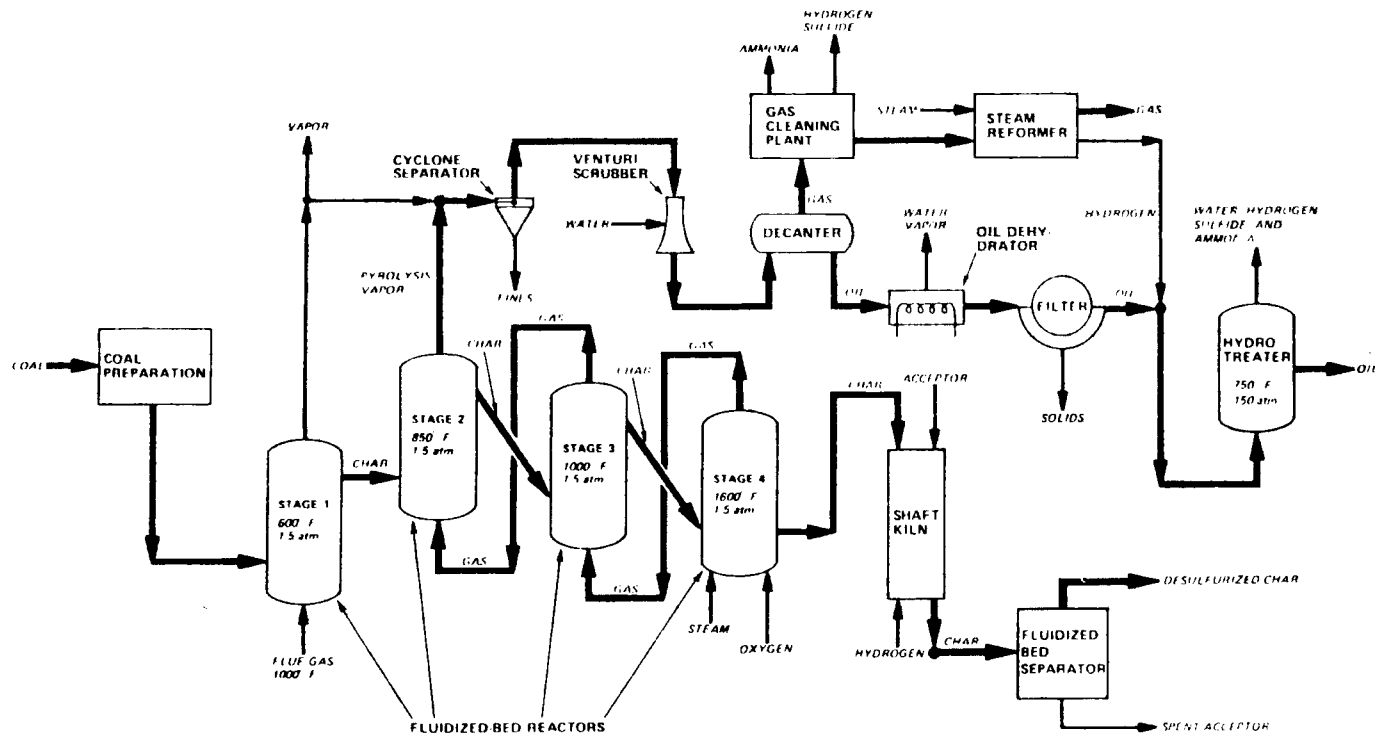 HYDROGEN
SULFIDE
AMMONIA
GAS
CLEANING
PLANT
STEAM
STEAM
REFORMER
GAS
VAPOR
CYCLONE
SEPARATOR
VENTURI
SCRUBBER
WATER
GAS
DECANTER
WATER
VAPOR
OIL DEHY-
DRATOR
HYDROGEN
WATER, HYDROGEN
SULFIDE AND
PYROLYSIS
VAPOR
FINES
OIL
FILTER
OIL
SOLIDS
HYDRO
TREATER
750 F
150 atm
OIL
COAL
COAL
PREPARATION
GAS
CHAR
GAS
CHAR
CHAR
ACCEPTOR
STAGE 1
600 F
1.5 atm
CHAR
STAGE 2
850 F
1.5 atm
STAGE 3
1000 F
1.5 atm
STAGE 4
1600 F
1.5 atm
SHAFT
KILN
GAS
GAS
STEAM
OXYGEN
FLUE GAS
1000 F
HYDROGEN
CHAR
DESULFURIZED CHAR
FLUIDIZED
BED
SEPARATOR
SPENT ACCEPTOR
FLUIDIZED-BED REACTORS